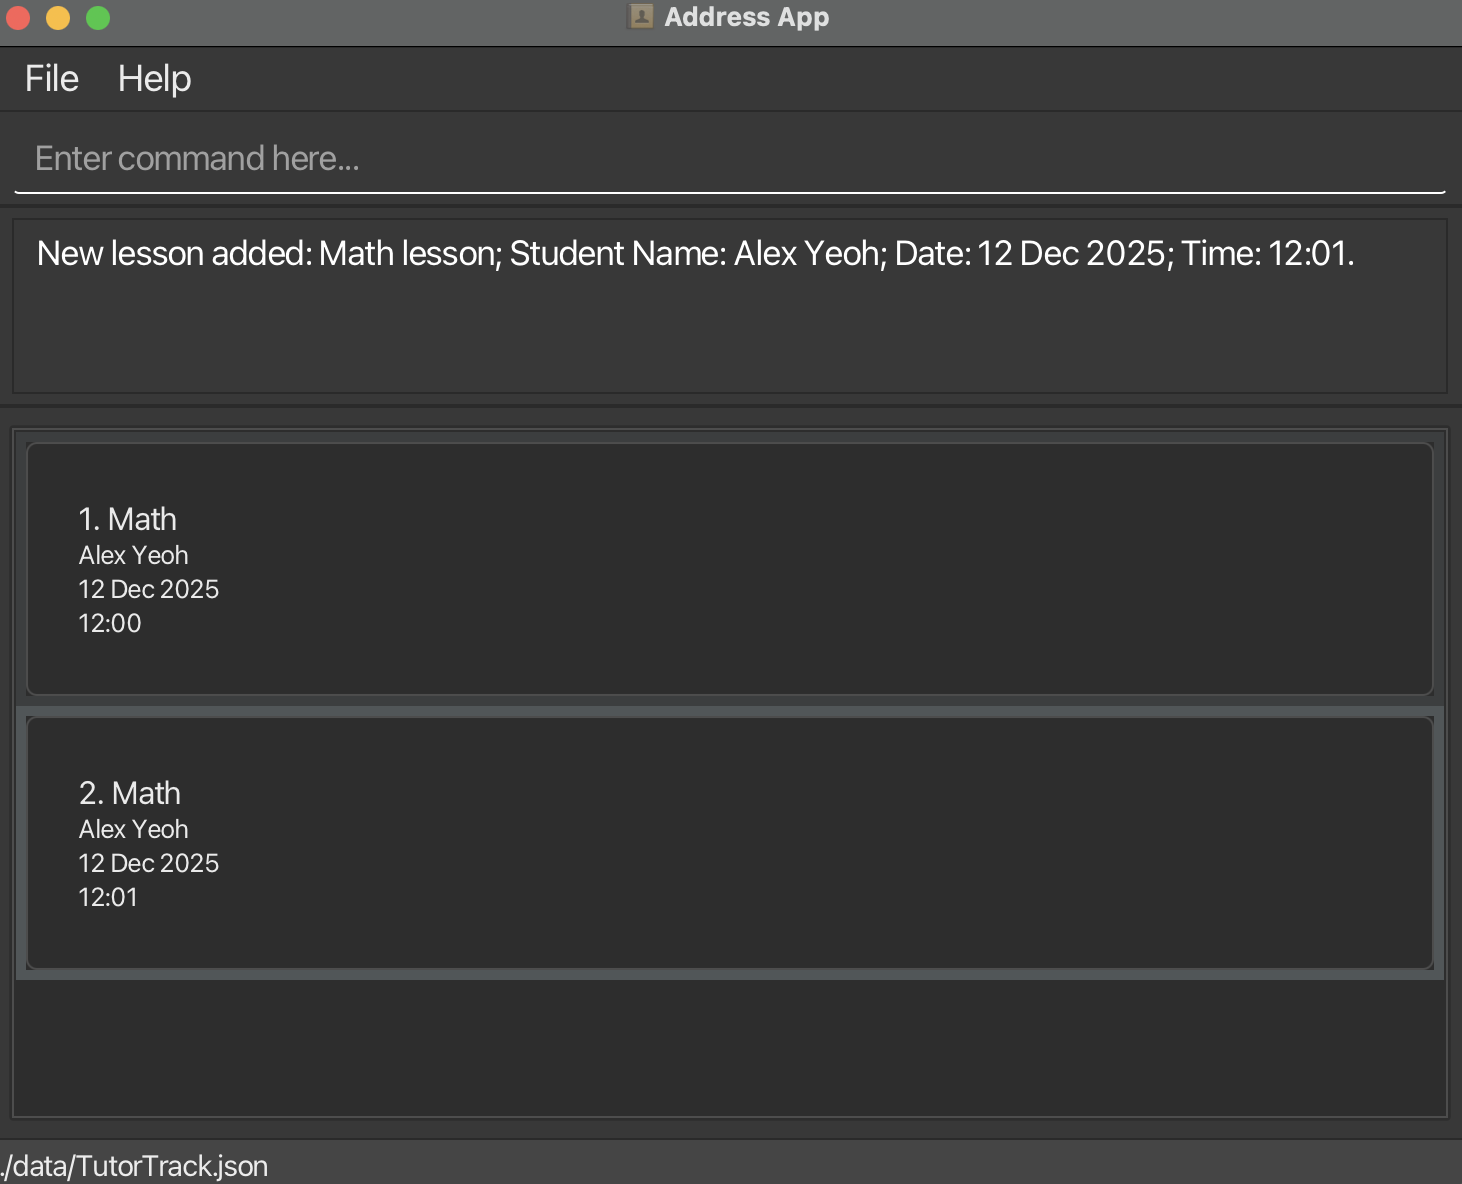 Address App
File Help
Enter command here...
New lesson added: Math lesson; Student Name: Alex Yeoh; Date: 12 Dec 2025; Time: 12:01.
1. Math
Alex Yeoh
12 Dec 2025
12:00
2. Math
Alex Yeoh
12 Dec 2025
12:01
./data/TutorTrack.json